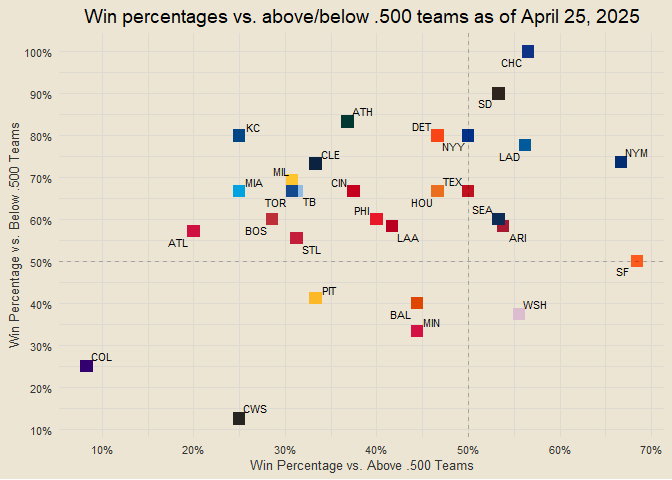 Win percentages vs. above/below .500 teams as of April 25, 2025
Win Percentage vs. Below .500 Teams
100%
90%
80%
70%
60%
50%
40%
30%
20%
10%
CHC
SD
ATH
KC
DET
NYY
LAD
NYM
CLE
MIL
MIA
CIN
TEX
TOR
TB
HOU
PHI
SEA
BOS
ATL
LAA
ARI
STL
SF
PIT
WSH
BAL
MIN
COL
CWS
10%
20%
30%
40%
50%
60%
70%
Win Percentage vs. Above .500 Teams